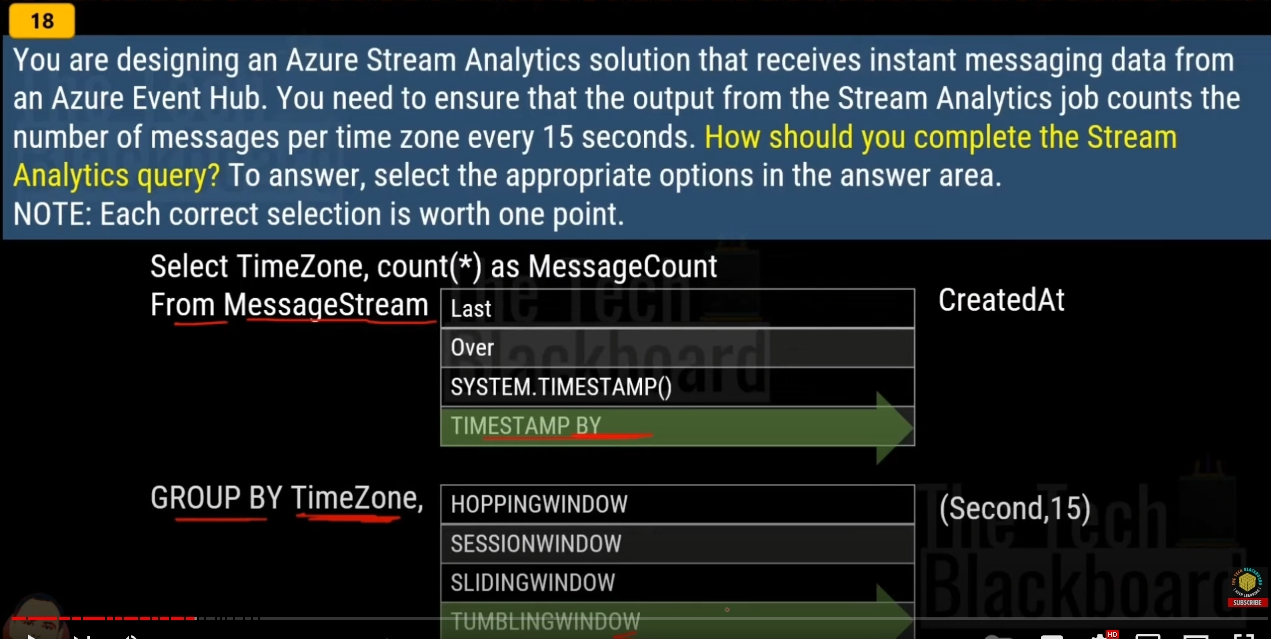 18
You are designing an Azure Stream Analytics solution that receives instant messaging data from
an Azure Event Hub. You need to ensure that the output from the Stream Analytics job counts the
number of messages per time zone every 15 seconds. How should you complete the Stream
Analytics query? To answer, select the appropriate options in the answer area.
NOTE: Each correct selection is worth one point.
Select TimeZone, count(*) as MessageCount
From MessageStream
Last
Over
SYSTEM.TIMESTAMP()
TIMESTAMP BY
CreatedAt
GROUP BY TimeZone,
HOPPINGWINDOW
SESSIONWINDOW
SLIDINGWINDOW
TUMBLINGWINDOW
(Second,15)
The Tech
Blackboard
The Tech
Blackboard
SUBSCRIBE
HD